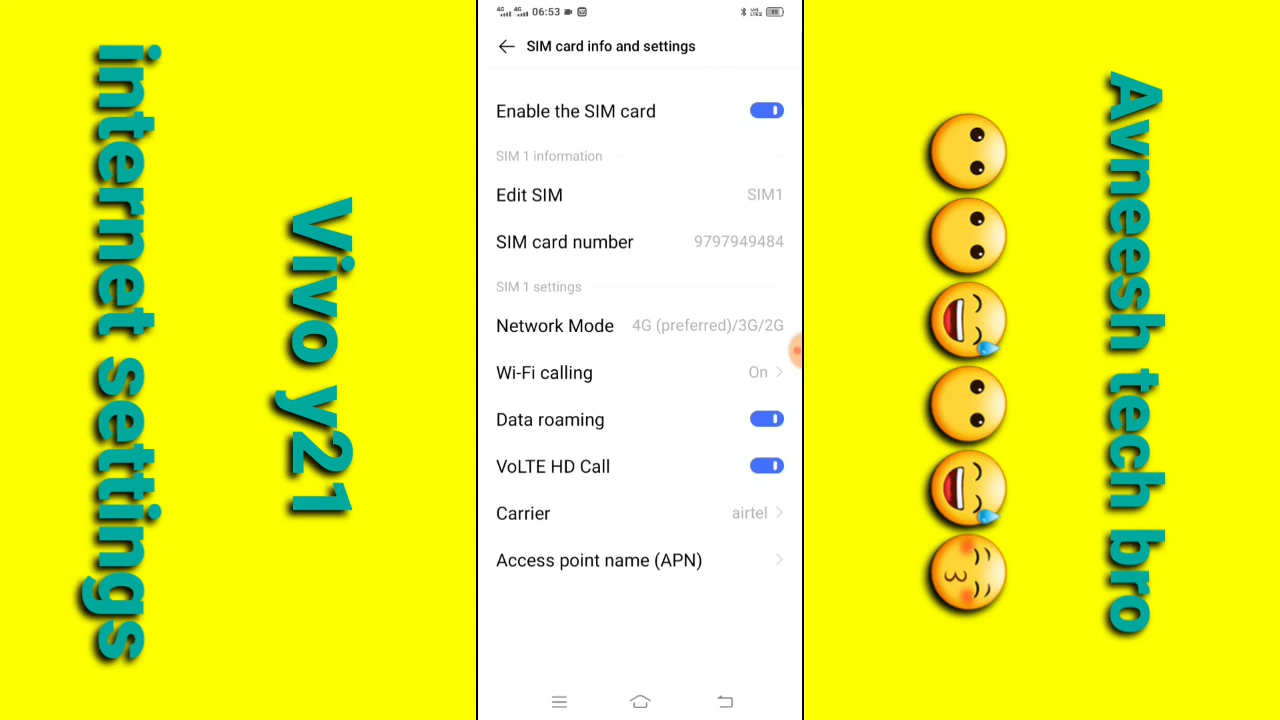 internet settings
Vivo y21
4G 4G 06:53
SIM card info and settings
Enable the SIM card
SIM 1 information
Edit SIM SIM1
SIM card number 9797949484
SIM 1 settings
Network Mode 4G (preferred)/3G/2G
Wi-Fi calling On
Data roaming
VoLTE HD Call
Carrier airtel
Access point name (APN)
Avneesh tech bro